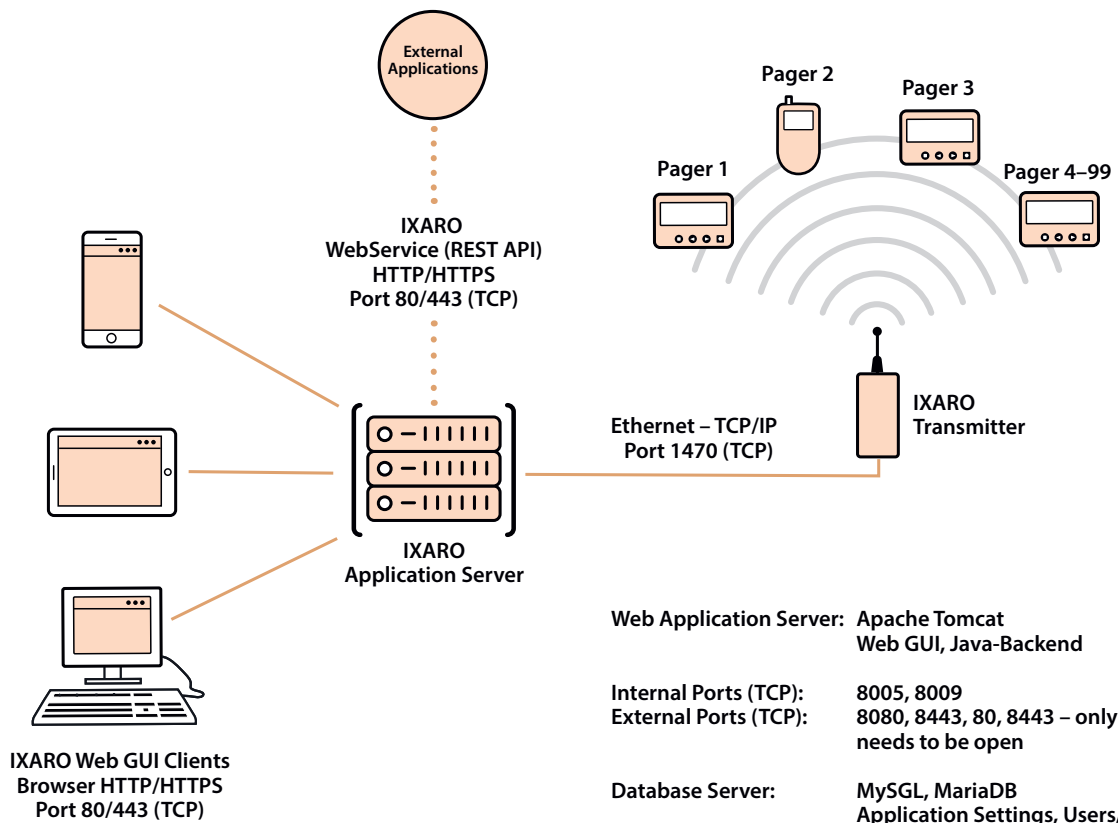 External
Applications
Pager 2
Pager 3
Pager 1
Pager 4–99
IXARO
WebService (REST API)
HTTP/HTTPS
Port 80/443 (TCP)
IXARO
Transmitter
Ethernet – TCP/IP
Port 1470 (TCP)
IXARO
Application Server
IXARO Web GUI Clients
Browser HTTP/HTTPS
Port 80/443 (TCP)
Web Application Server: Apache Tomcat
Web GUI, Java-Backend
Internal Ports (TCP): 8005, 8009
External Ports (TCP): 8080, 8443, 80, 8443 – only
needs to be open
Database Server: MySGL, MariaDB
Application Settings, Users,